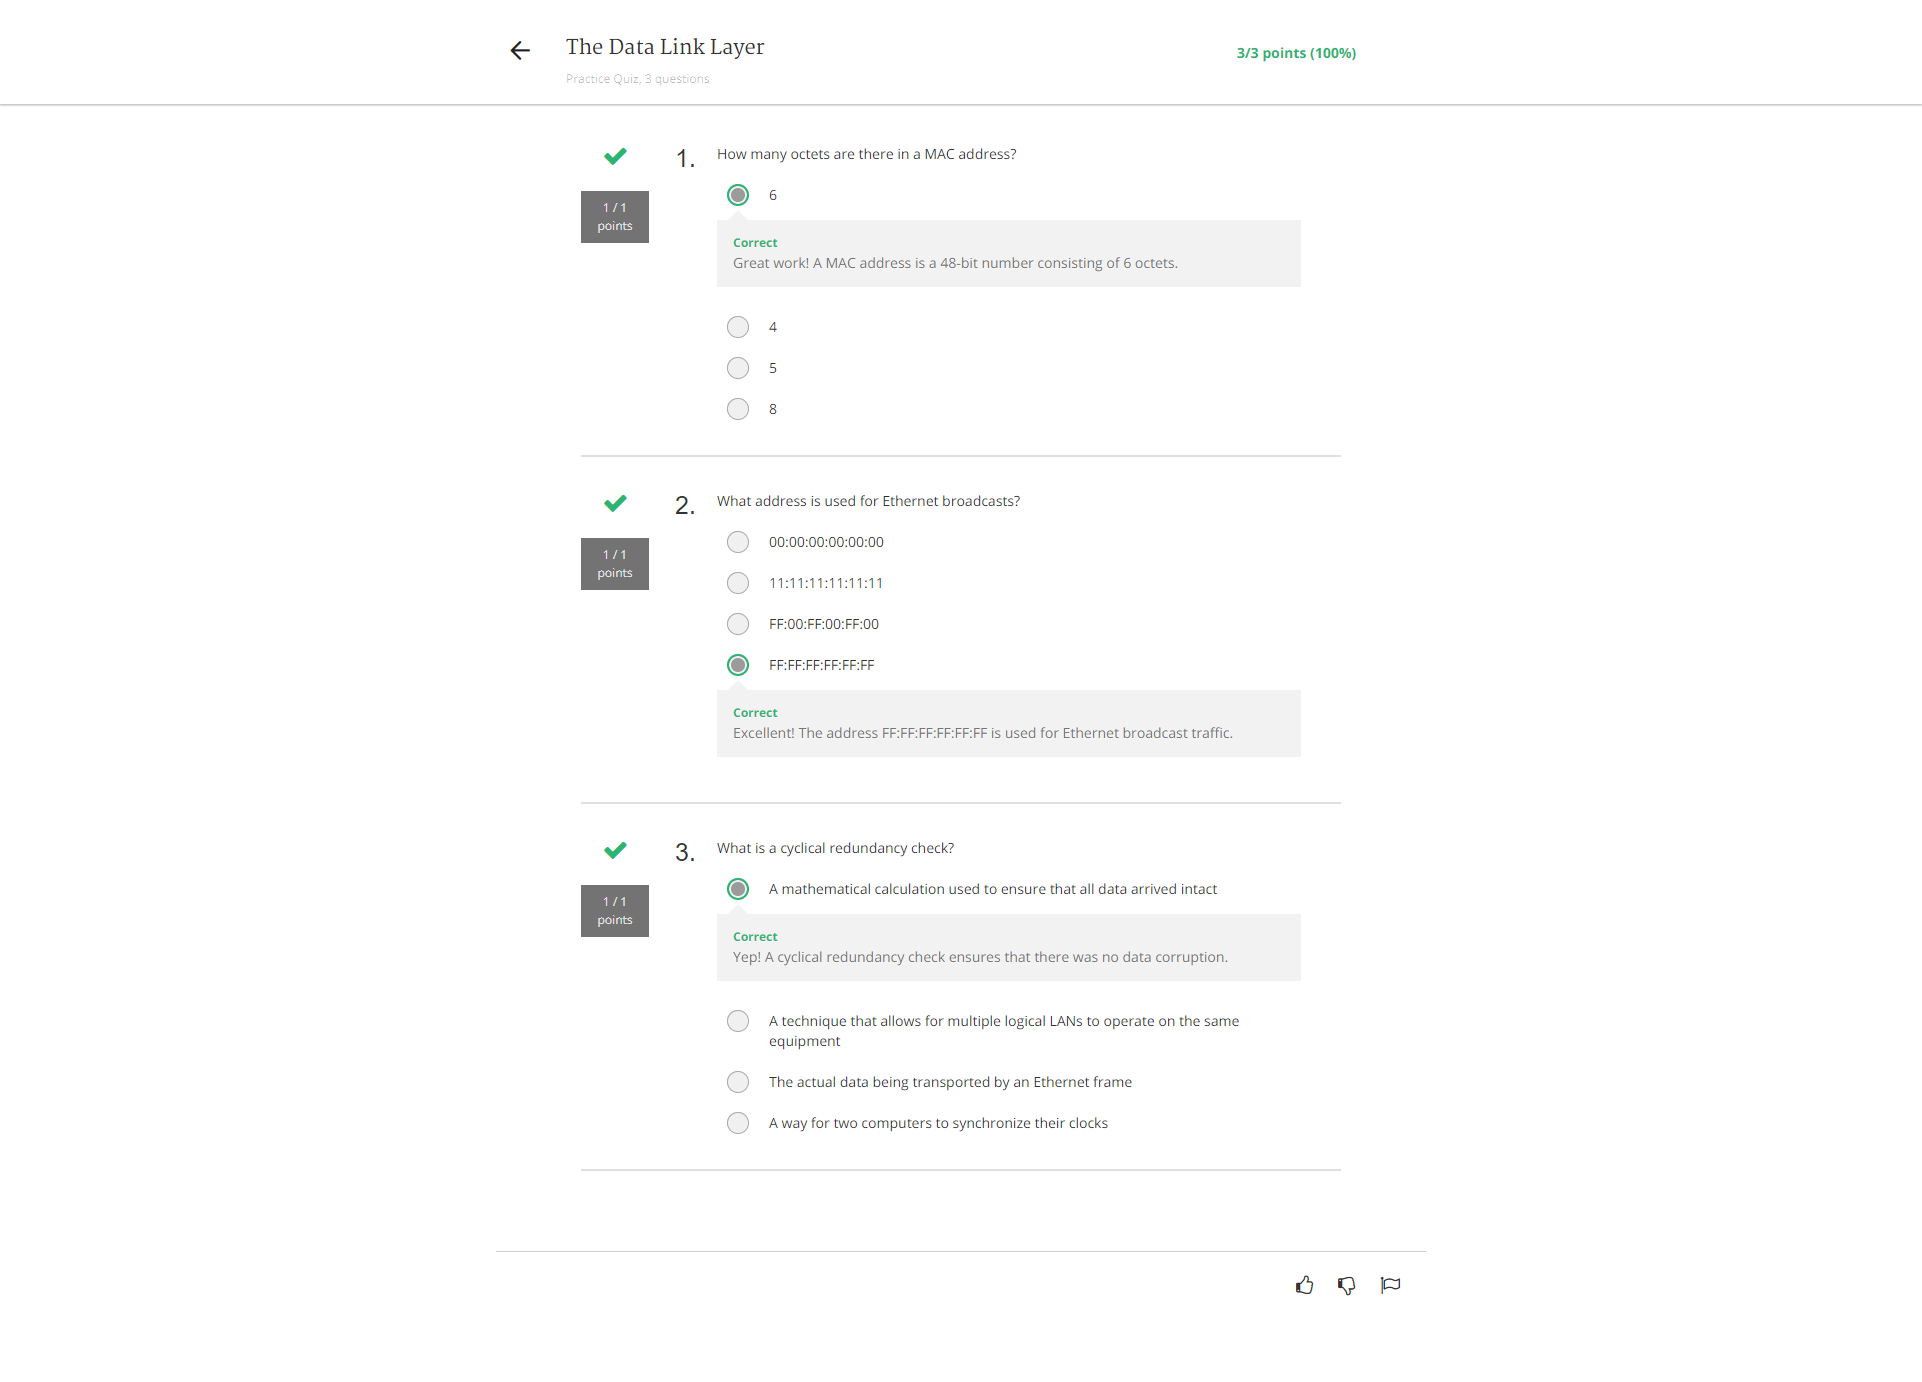 The Data Link Layer
3/3 points (100%)
Practice Quiz, 3 questions
1.
How many octets are there in a MAC address?
1 / 1
points
6
Correct
Great work! A MAC address is a 48-bit number consisting of 6 octets.
4
5
8
2.
What address is used for Ethernet broadcasts?
1 / 1
points
00:00:00:00:00:00
11:11:11:11:11:11
FF:00:FF:00:FF:00
FF:FF:FF:FF:FF:FF
Correct
Excellent! The address FF:FF:FF:FF:FF:FF is used for Ethernet broadcast traffic.
3.
What is a cyclical redundancy check?
1 / 1
points
A mathematical calculation used to ensure that all data arrived intact
Correct
Yep! A cyclical redundancy check ensures that there was no data corruption.
A technique that allows for multiple logical LANs to operate on the same
equipment
The actual data being transported by an Ethernet frame
A way for two computers to synchronize their clocks